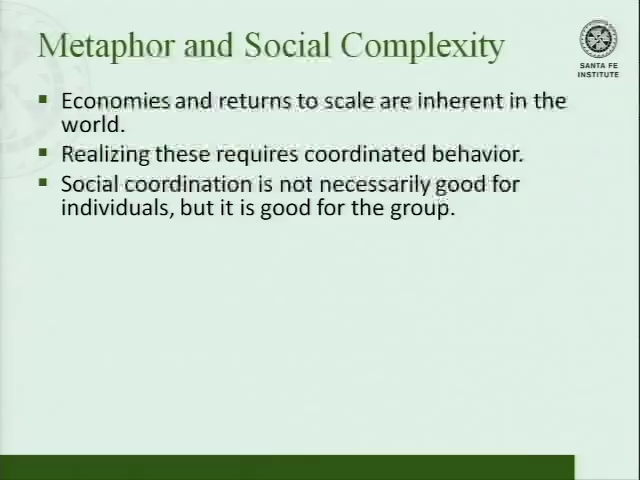 Metaphor and Social Complexity
SANTA FE
INSTITUTE
Economies and returns to scale are inherent in the
world.
Realizing these requires coordinated behavior.
Social coordination is not necessarily good for
individuals, but it is good for the group.